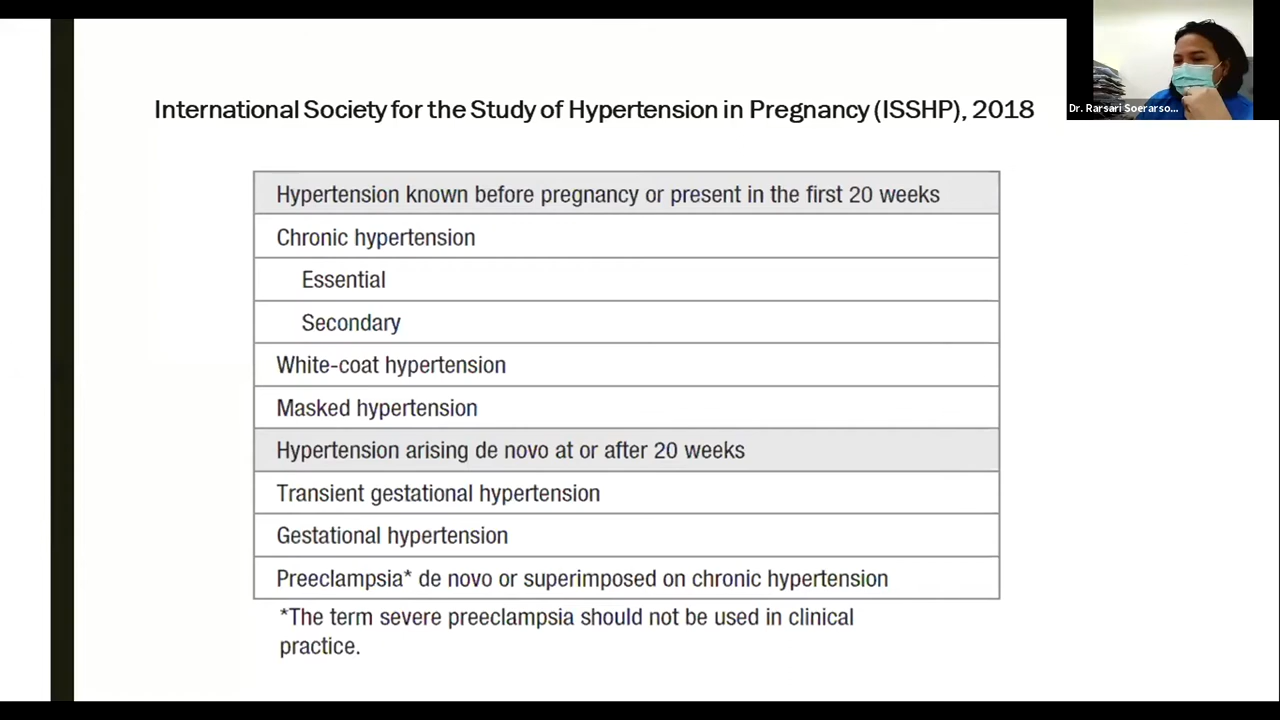 International Society for the Study of Hypertension in Pregnancy (ISSHP), 2018
Dr. Rarsari Soerarso...
Hypertension known before pregnancy or present in the first 20 weeks
Chronic hypertension
Essential
Secondary
White-coat hypertension
Masked hypertension
Hypertension arising de novo at or after 20 weeks
Transient gestational hypertension
Gestational hypertension
Preeclampsia* de novo or superimposed on chronic hypertension
*The term severe preeclampsia should not be used in clinical
practice.